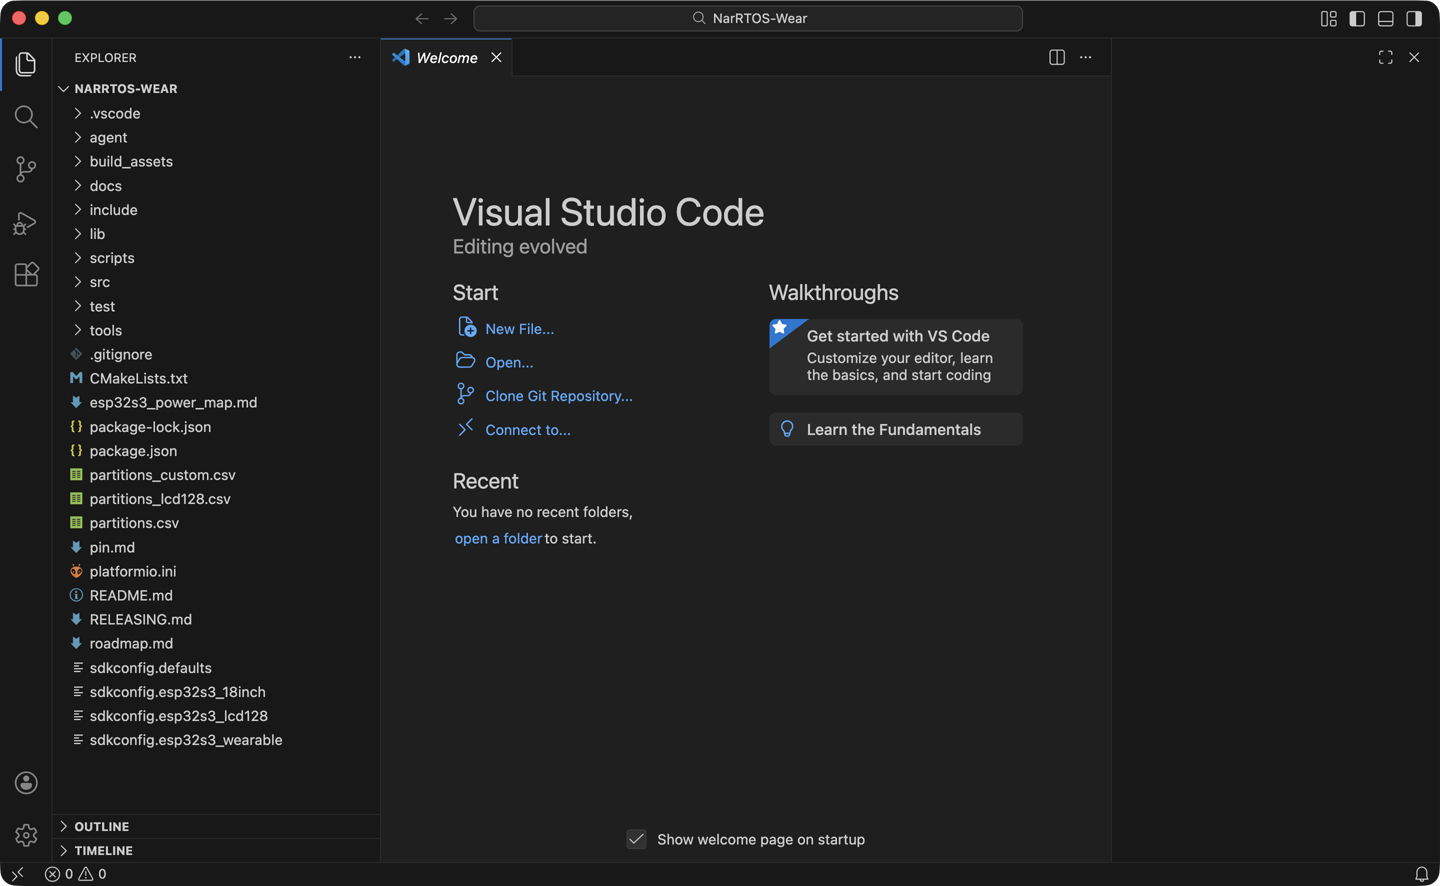 NarRTOS-Wear
EXPLORER
NARRTOS-WEAR
.vscode
agent
build_assets
docs
include
lib
scripts
src
test
tools
.gitignore
CMakeLists.txt
esp32s3_power_map.md
package-lock.json
package.json
partitions_custom.csv
partitions_lcd128.csv
partitions.csv
pin.md
platformio.ini
README.md
RELEASING.md
roadmap.md
sdkconfig.defaults
sdkconfig.esp32s3_18inch
sdkconfig.esp32s3_lcd128
sdkconfig.esp32s3_wearable
OUTLINE
TIMELINE
Welcome
Visual Studio Code
Editing evolved
Start
New File...
Open...
Clone Git Repository...
Connect to...
Recent
You have no recent folders,
open a folder to start.
Walkthroughs
Get started with VS Code
Customize your editor, learn
the basics, and start coding
Learn the Fundamentals
Show welcome page on startup
0 0